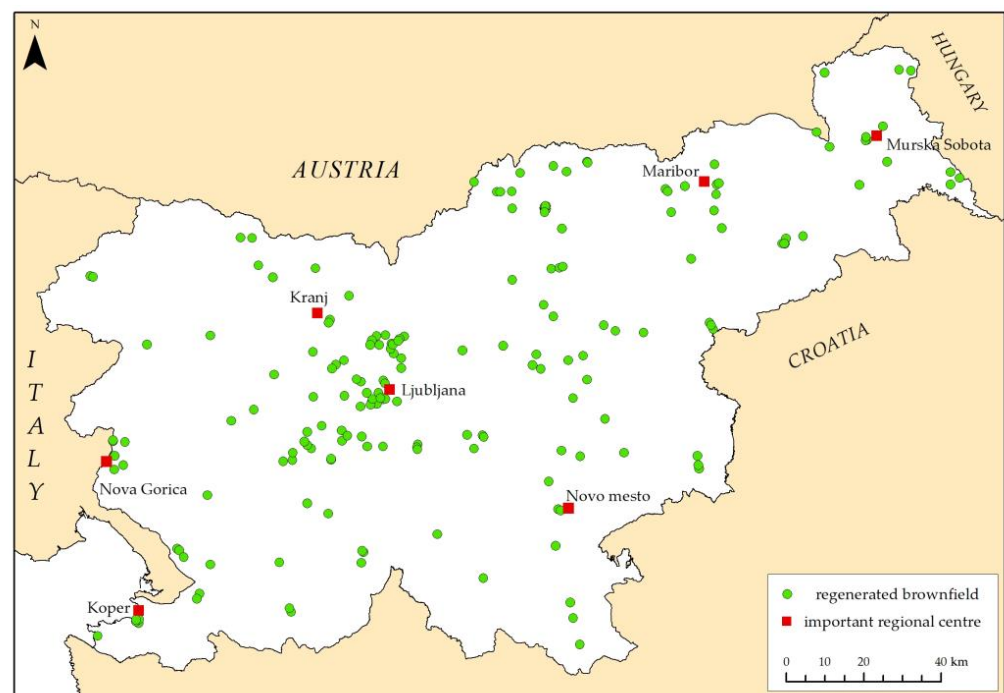 N
HUNGARY
Murska Sobota
Maribor
AUSTRIA
Kranj
CROATIA
ITALY
Ljubljana
Nova Gorica
Novo mesto
Koper
regenerated brownfield
important regional centre
0 10 20 40 km